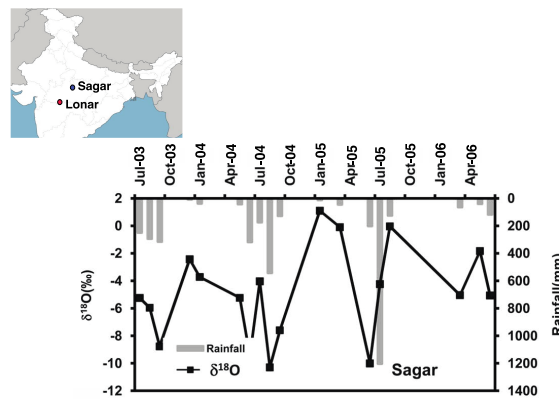 Sagar
Lonar
Jul-03 Oct-03 Jan-04 Apr-04 Jul-04 Oct-04 Jan-05 Apr-05 Jul-05 Oct-05 Jan-06 Apr-06
2 0
0 200
-2 400
-4 600
-6 800
-8 1000
-10 1200
-12 1400
δ18O(‰)
Rainfall(mm)
Rainfall
δ18O
Sagar